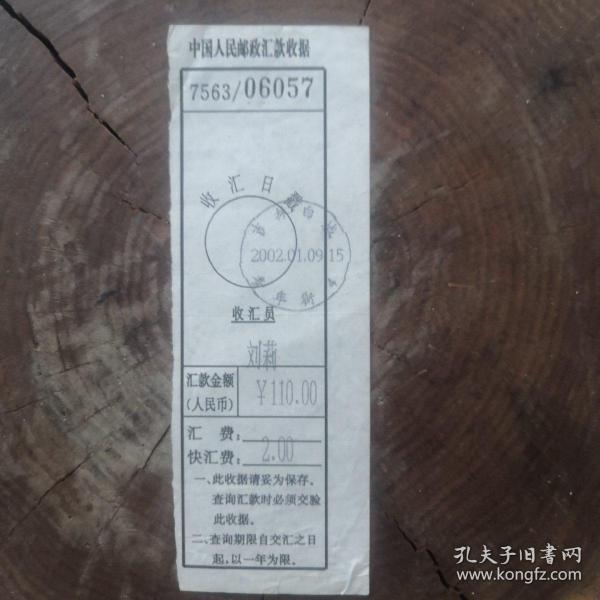 中国人民邮政汇款收据
7563/06057
收汇日戳
吉林白城
2002.01.09 15
收汇员
刘莉
汇款金额
(人民币)
￥110.00
汇 费:
快汇费: 2.00
一、此收据请妥为保存。
查询汇款时必须交验
此收据。
二、查询期限自交汇之日
起,以一年为限。
孔夫子旧书网
www.kongfz.com